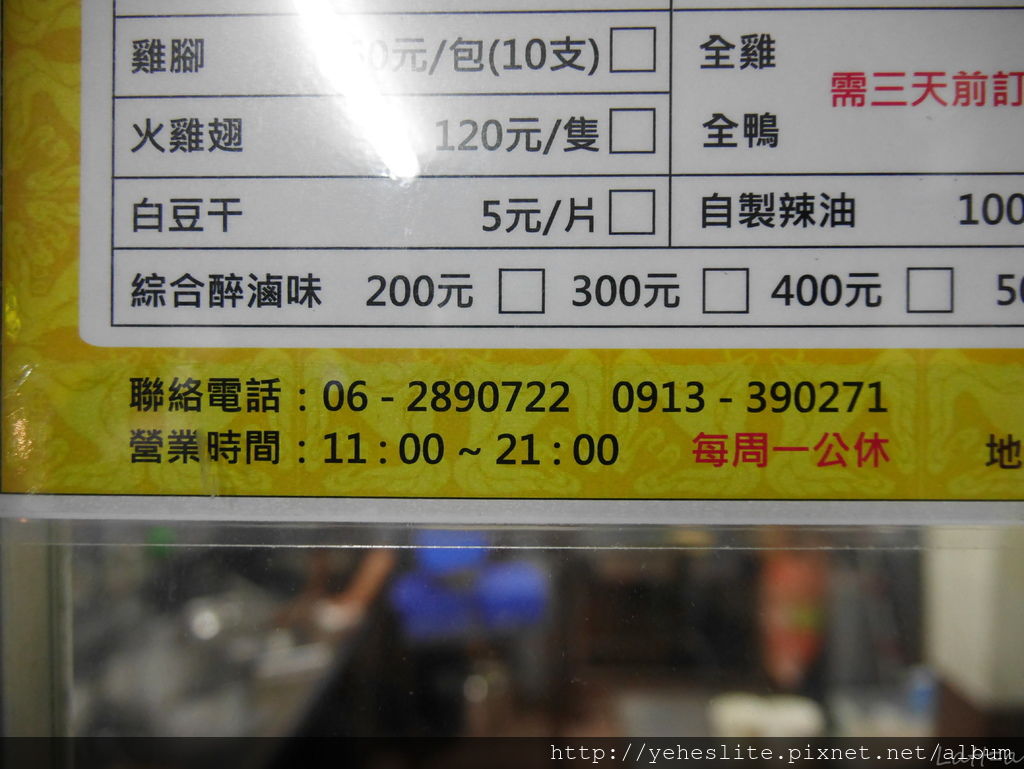 雞腳 0元/包(10支) □ 全雞
需三天前訂
火雞翅 120元/隻 □ 全鴨
白豆干 5元/片 □ 自製辣油 100
綜合醉滷味 200元 □ 300元 □ 400元 □ 50
聯絡電話：06 - 2890722 0913 - 390271
營業時間：11 : 00 ~ 21 : 00 每周一公休 地
http://yeheslite.pixnet.net/album